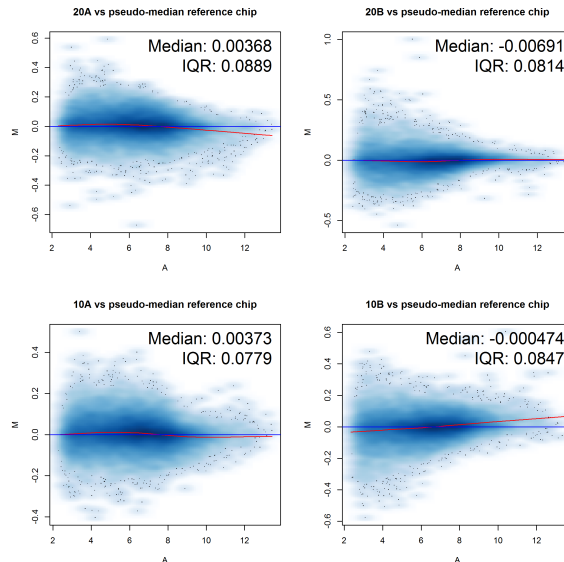 20A vs pseudo-median reference chip
Median: 0.00368
IQR: 0.0889
M
0.6
0.4
0.2
0.0
-0.2
-0.4
-0.6
2 4 6 8 10 12
A
20B vs pseudo-median reference chip
Median: -0.00691
IQR: 0.0814
M
1.0
0.5
0.0
-0.5
2 4 6 8 10 12
A
10A vs pseudo-median reference chip
Median: 0.00373
IQR: 0.0779
M
0.4
0.2
0.0
-0.2
-0.4
2 4 6 8 10 12
A
10B vs pseudo-median reference chip
Median: -0.000474
IQR: 0.0847
M
0.6
0.4
0.2
0.0
-0.2
-0.4
-0.6
2 4 6 8 10 12
A